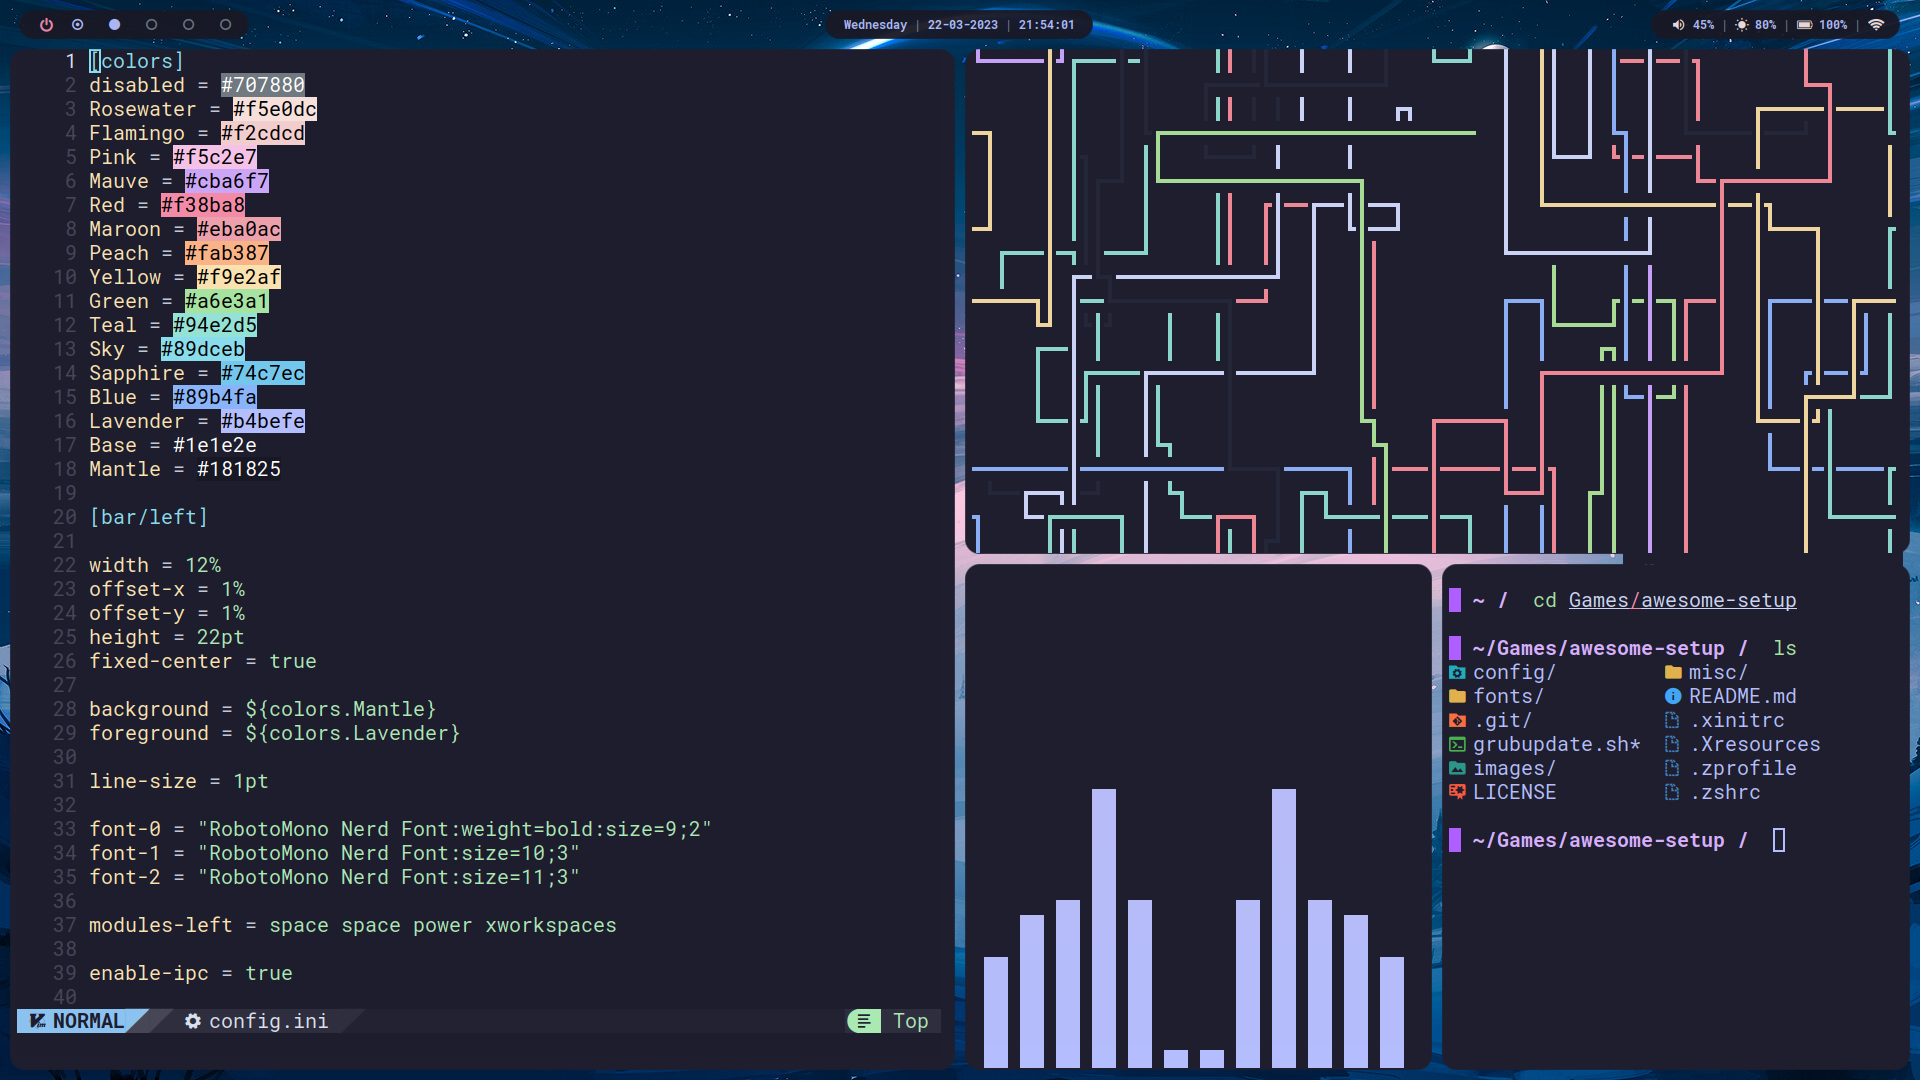 Wednesday | 22-03-2023 | 21:54:01
45% | 80% | 100% |
1 [colors]
2 disabled = #707880
3 Rosewater = #f5e0dc
4 Flamingo = #f2cdcd
5 Pink = #f5c2e7
6 Mauve = #cba6f7
7 Red = #f38ba8
8 Maroon = #eba0ac
9 Peach = #fab387
10 Yellow = #f9e2af
11 Green = #a6e3a1
12 Teal = #94e2d5
13 Sky = #89dceb
14 Sapphire = #74c7ec
15 Blue = #89b4fa
16 Lavender = #b4befe
17 Base = #1e1e2e
18 Mantle = #181825
19
20 [bar/left]
21
22 width = 12%
23 offset-x = 1%
24 offset-y = 1%
25 height = 22pt
26 fixed-center = true
27
28 background = ${colors.Mantle}
29 foreground = ${colors.Lavender}
30
31 line-size = 1pt
32
33 font-0 = "RobotoMono Nerd Font:weight=bold:size=9;2"
34 font-1 = "RobotoMono Nerd Font:size=10;3"
35 font-2 = "RobotoMono Nerd Font:size=11;3"
36
37 modules-left = space space power xworkspaces
38
39 enable-ipc = true
40
NORMAL config.ini Top
~ / cd Games/awesome-setup
~/Games/awesome-setup / ls
config/ misc/
fonts/ README.md
.git/ .xinitrc
grubupdate.sh* .Xresources
images/ .zprofile
LICENSE .zshrc
~/Games/awesome-setup /